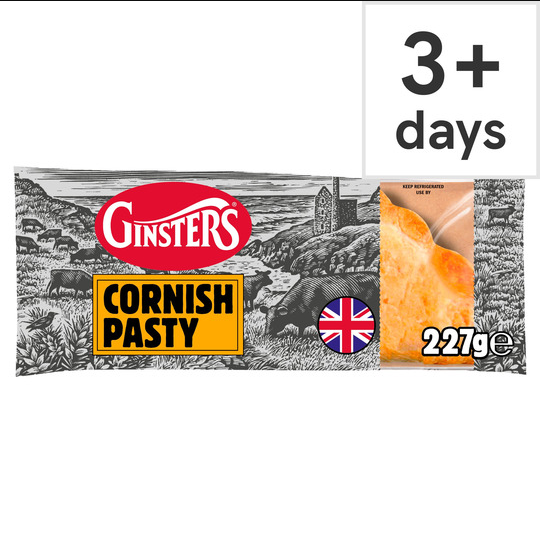 3+
days
KEEP REFRIGERATED
USE BY
GINSTERS®
CORNISH
PASTY
227g℮